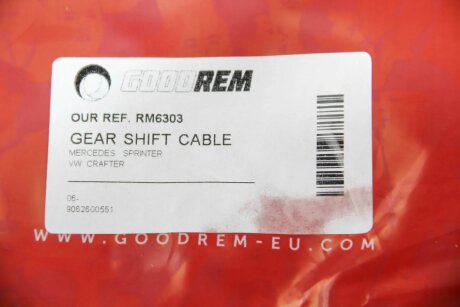 GOODREM
OUR REF. RM6303
GEAR SHIFT CABLE
MERCEDES SPRINTER
VW CRAFTER
06-
9062600551
WWW.GOODREM-EU.COM